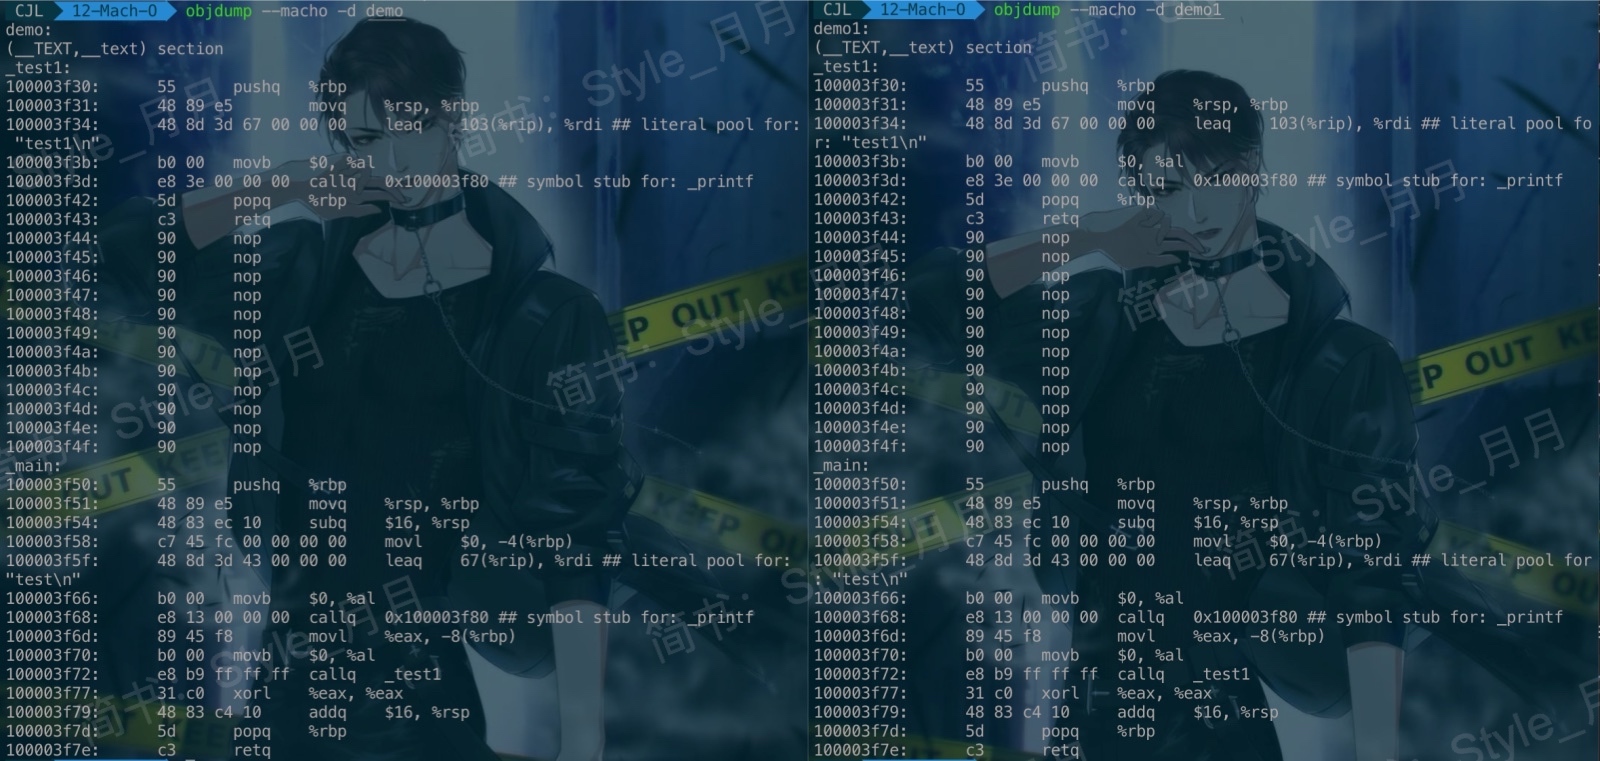 CJL 12-Mach-O objdump --macho -d demo
demo:
(__TEXT,__text) section
_test1:
100003f30: 55 pushq %rbp
100003f31: 48 89 e5 movq %rsp, %rbp
100003f34: 48 8d 3d 67 00 00 00 leaq 103(%rip), %rdi ## literal pool for:
"test1\n"
100003f3b: b0 00 movb $0, %al
100003f3d: e8 3e 00 00 00 callq 0x100003f80 ## symbol stub for: _printf
100003f42: 5d popq %rbp
100003f43: c3 retq
100003f44: 90 nop
100003f45: 90 nop
100003f46: 90 nop
100003f47: 90 nop
100003f48: 90 nop
100003f49: 90 nop
100003f4a: 90 nop
100003f4b: 90 nop
100003f4c: 90 nop
100003f4d: 90 nop
100003f4e: 90 nop
100003f4f: 90 nop
_main:
100003f50: 55 pushq %rbp
100003f51: 48 89 e5 movq %rsp, %rbp
100003f54: 48 83 ec 10 subq $16, %rsp
100003f58: c7 45 fc 00 00 00 00 movl $0, -4(%rbp)
100003f5f: 48 8d 3d 43 00 00 00 leaq 67(%rip), %rdi ## literal pool for:
"test\n"
100003f66: b0 00 movb $0, %al
100003f68: e8 13 00 00 00 callq 0x100003f80 ## symbol stub for: _printf
100003f6d: 89 45 f8 movl %eax, -8(%rbp)
100003f70: b0 00 movb $0, %al
100003f72: e8 b9 ff ff ff callq _test1
100003f77: 31 c0 xorl %eax, %eax
100003f79: 48 83 c4 10 addq $16, %rsp
100003f7d: 5d popq %rbp
100003f7e: c3 retq
CJL 12-Mach-O objdump --macho -d demo1
demo1:
(__TEXT,__text) section
_test1:
100003f30: 55 pushq %rbp
100003f31: 48 89 e5 movq %rsp, %rbp
100003f34: 48 8d 3d 67 00 00 00 leaq 103(%rip), %rdi ## literal pool fo
r: "test1\n"
100003f3b: b0 00 movb $0, %al
100003f3d: e8 3e 00 00 00 callq 0x100003f80 ## symbol stub for: _printf
100003f42: 5d popq %rbp
100003f43: c3 retq
100003f44: 90 nop
100003f45: 90 nop
100003f46: 90 nop
100003f47: 90 nop
100003f48: 90 nop
100003f49: 90 nop
100003f4a: 90 nop
100003f4b: 90 nop
100003f4c: 90 nop
100003f4d: 90 nop
100003f4e: 90 nop
100003f4f: 90 nop
_main:
100003f50: 55 pushq %rbp
100003f51: 48 89 e5 movq %rsp, %rbp
100003f54: 48 83 ec 10 subq $16, %rsp
100003f58: c7 45 fc 00 00 00 00 movl $0, -4(%rbp)
100003f5f: 48 8d 3d 43 00 00 00 leaq 67(%rip), %rdi ## literal pool for
: "test\n"
100003f66: b0 00 movb $0, %al
100003f68: e8 13 00 00 00 callq 0x100003f80 ## symbol stub for: _printf
100003f6d: 89 45 f8 movl %eax, -8(%rbp)
100003f70: b0 00 movb $0, %al
100003f72: e8 b9 ff ff ff callq _test1
100003f77: 31 c0 xorl %eax, %eax
100003f79: 48 83 c4 10 addq $16, %rsp
100003f7d: 5d popq %rbp
100003f7e: c3 retq
简书: Style_月月
KEEP OUT